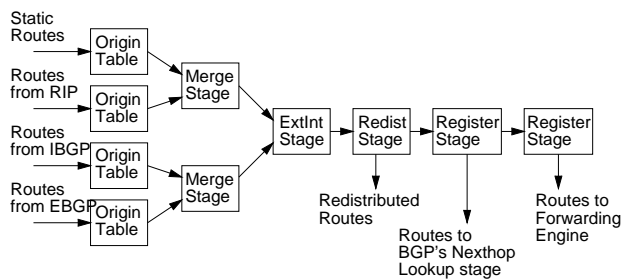 Static
Routes
Origin
Table
Routes
from RIP
Origin
Table
Merge
Stage
Routes
from IBGP
Origin
Table
Routes
from EBGP
Origin
Table
Merge
Stage
ExtInt
Stage
Redist
Stage
Register
Stage
Register
Stage
Redistributed
Routes
Routes to
BGP's Nexthop
Lookup stage
Routes to
Forwarding
Engine